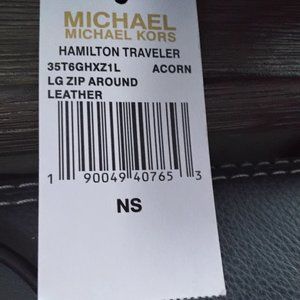 MICHAEL
MICHAEL KORS
HAMILTON TRAVELER
35T6GHXZ1L ACORN
LG ZIP AROUND
LEATHER
1 90049 40765 3
NS